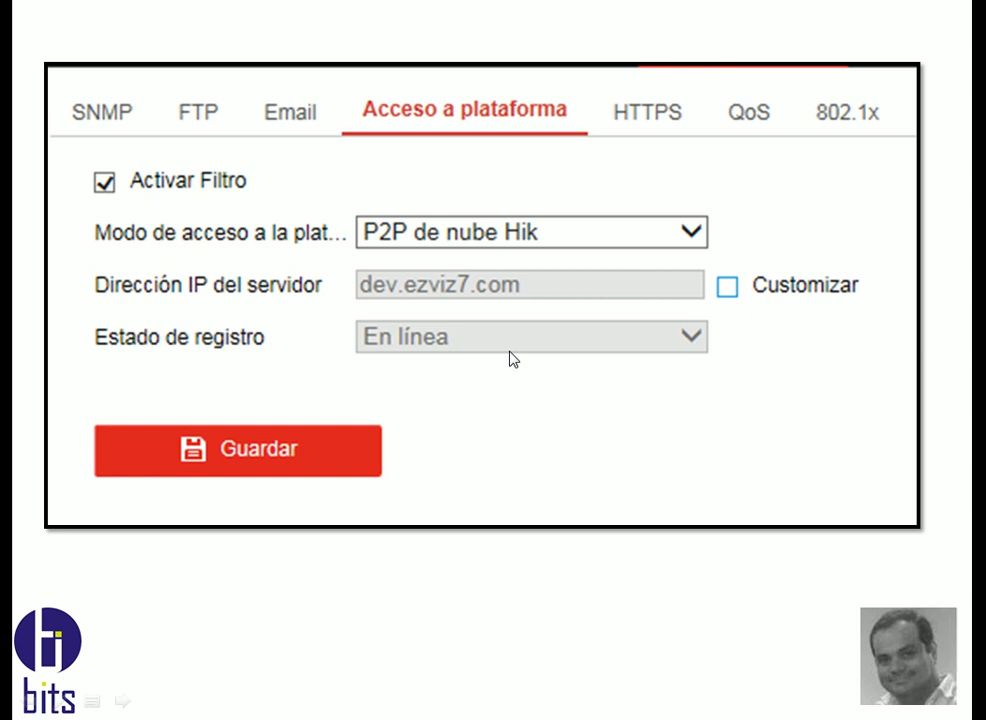 SNMP FTP Email Acceso a plataforma HTTPS QoS 802.1x
Activar Filtro
Modo de acceso a la plat... P2P de nube Hik
Dirección IP del servidor dev.ezviz7.com Customizar
Estado de registro En línea
Guardar
bits